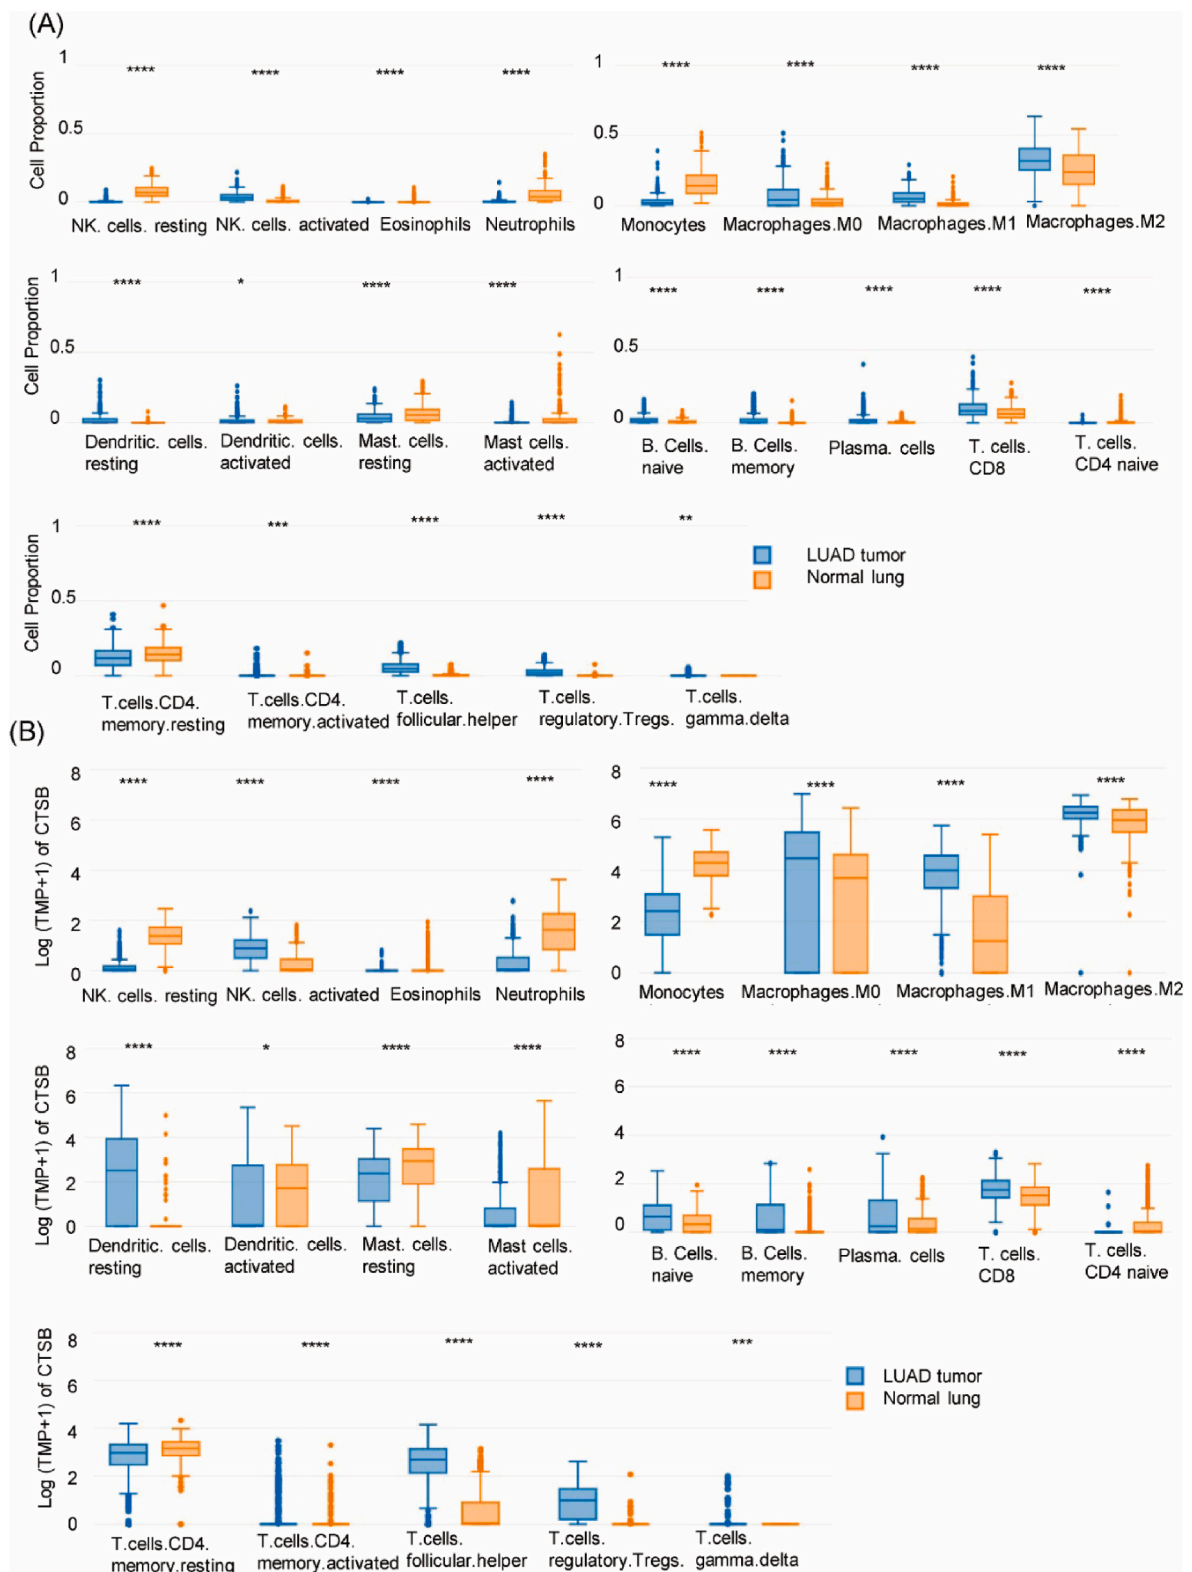 (A)
Cell Proportion
1
0.5
0
**** **** **** ****
NK. cells. resting NK. cells. activated Eosinophils Neutrophils
1
0.5
0
**** **** **** ****
Monocytes Macrophages.M0 Macrophages.M1 Macrophages.M2
Cell Proportion
1
0.5
0
**** * **** ****
Dendritic. cells. Dendritic. cells. Mast. cells. Mast cells.
resting activated resting activated
1
0.5
0
**** **** **** **** ****
B. Cells. B. Cells. Plasma. cells T. cells. T. cells.
naive memory CD8 CD4 naive
Cell Proportion
1
0.5
0
**** *** **** **** **
T.cells.CD4. T.cells.CD4. T.cells. T.cells. T.cells.
memory.resting memory.activated follicular.helper regulatory.Tregs. gamma.delta
LUAD tumor
Normal lung
(B)
Log (TMP+1) of CTSB
8
6
4
2
0
**** **** **** ****
NK. cells. resting NK. cells. activated Eosinophils Neutrophils
8
6
4
2
0
**** **** **** ****
Monocytes Macrophages.M0 Macrophages.M1 Macrophages.M2
Log (TMP+1) of CTSB
8
6
4
2
0
**** * **** ****
Dendritic. cells. Dendritic. cells. Mast. cells. Mast cells.
resting activated resting activated
8
6
4
2
0
**** **** **** **** ****
B. Cells. B. Cells. Plasma. cells T. cells. T. cells.
naive memory CD8 CD4 naive
Log (TMP+1) of CTSB
8
6
4
2
0
**** **** **** **** ***
T.cells.CD4. T.cells.CD4. T.cells. T.cells. T.cells.
memory.resting memory.activated follicular.helper regulatory.Tregs. gamma.delta
LUAD tumor
Normal lung